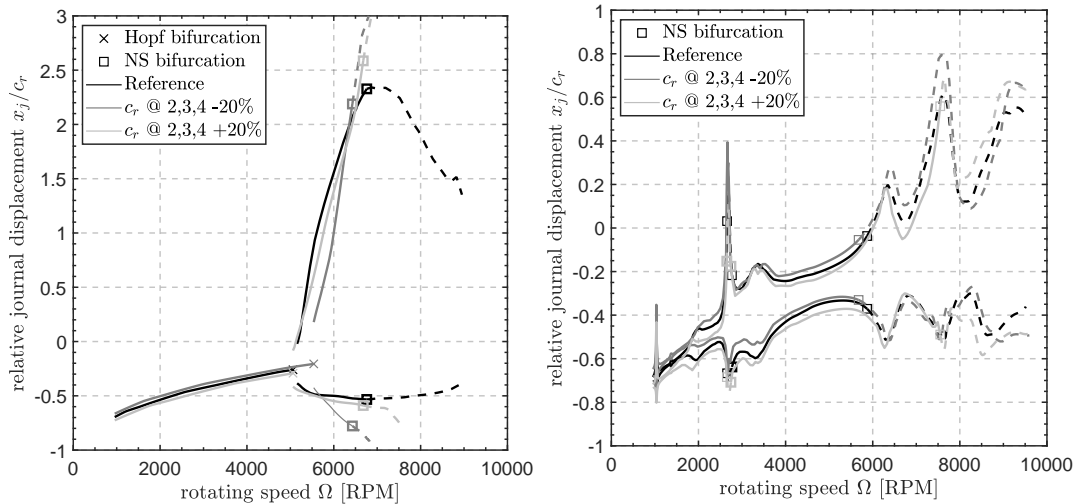 3
2.5
2
1.5
1
0.5
0
-0.5
-1
0
2000
4000
6000
8000
10000
relative journal displacement x_j/c_r
rotating speed Ω [RPM]
Hopf bifurcation
NS bifurcation
Reference
c_r @ 2,3,4 -20%
c_r @ 2,3,4 +20%
1
0.8
0.6
0.4
0.2
0
-0.2
-0.4
-0.6
-0.8
-1
0
2000
4000
6000
8000
10000
relative journal displacement x_j/c_r
rotating speed Ω [RPM]
NS bifurcation
Reference
c_r @ 2,3,4 -20%
c_r @ 2,3,4 +20%